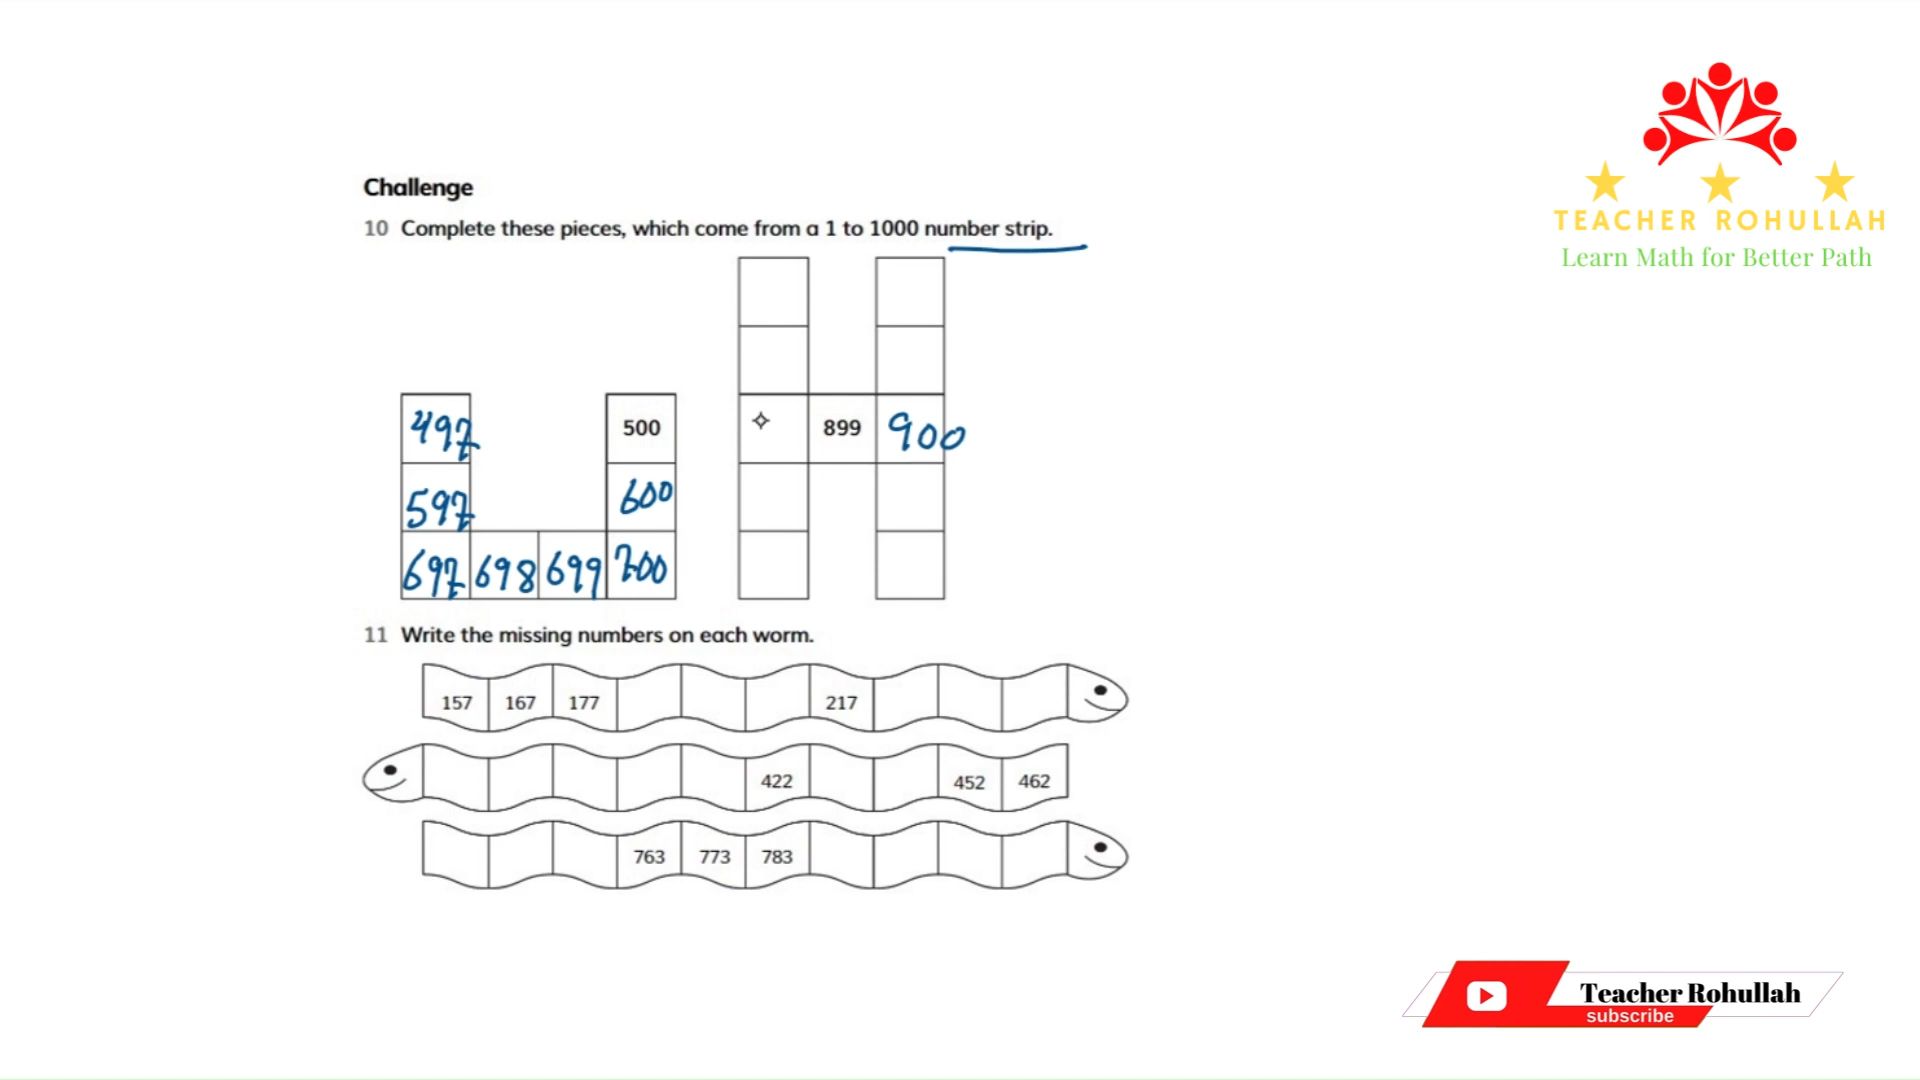 TEACHER ROHULLAH
Learn Math for Better Path
Challenge
10 Complete these pieces, which come from a 1 to 1000 number strip.
497 500 899 900
597 600
697 698 699 700
11 Write the missing numbers on each worm.
157 167 177 217
422 452 462
763 773 783
Teacher Rohullah
subscribe